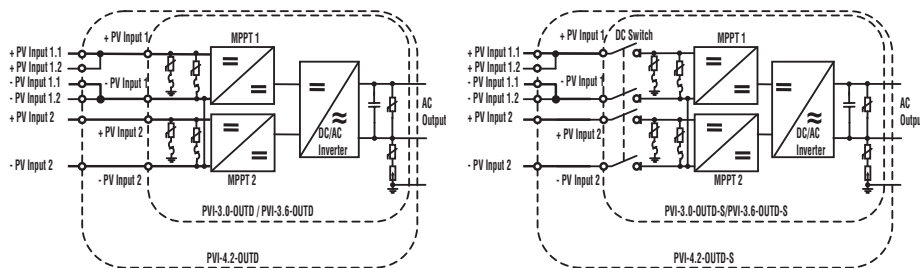 + PV Input 1
MPPT 1
+ PV Input 1.1
+ PV Input 1.2
- PV Input 1.1
- PV Input 1
- PV Input 1.2
+ PV Input 2
+ PV Input 2
- PV Input 2
- PV Input 2
MPPT 2
DC/AC
Inverter
AC
Output
PVI-3.0-OUTD / PVI-3.6-OUTD
PVI-4.2-OUTD
+ PV Input 1
DC Switch
MPPT 1
+ PV Input 1.1
+ PV Input 1.2
- PV Input 1.1
- PV Input 1
- PV Input 1.2
+ PV Input 2
+ PV Input 2
- PV Input 2
- PV Input 2
MPPT 2
DC/AC
Inverter
AC
Output
PVI-3.0-OUTD-S/PVI-3.6-OUTD-S
PVI-4.2-OUTD-S